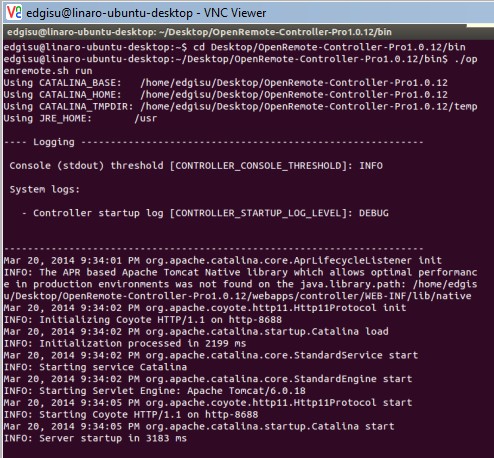 edgisu@linaro-ubuntu-desktop - VNC Viewer
edgisu@linaro-ubuntu-desktop: ~/Desktop/OpenRemote-Controller-Pro1.0.12/bin
edgisu@linaro-ubuntu-desktop:~$ cd Desktop/OpenRemote-Controller-Pro1.0.12/bin
edgisu@linaro-ubuntu-desktop:~/Desktop/OpenRemote-Controller-Pro1.0.12/bin$ ./op
enremote.sh run
Using CATALINA_BASE:   /home/edgisu/Desktop/OpenRemote-Controller-Pro1.0.12
Using CATALINA_HOME:   /home/edgisu/Desktop/OpenRemote-Controller-Pro1.0.12
Using CATALINA_TMPDIR: /home/edgisu/Desktop/OpenRemote-Controller-Pro1.0.12/temp
Using JRE_HOME:       /usr
---- Logging ----------------------------------------------------------
Console (stdout) threshold [CONTROLLER_CONSOLE_THRESHOLD]: INFO
System logs:
- Controller startup log [CONTROLLER_STARTUP_LOG_LEVEL]: DEBUG
-----------------------------------------------------------------------
Mar 20, 2014 9:34:01 PM org.apache.catalina.core.AprLifecycleListener init
INFO: The APR based Apache Tomcat Native library which allows optimal performanc
e in production environments was not found on the java.library.path: /home/edgis
u/Desktop/OpenRemote-Controller-Pro1.0.12/webapps/controller/WEB-INF/lib/native
Mar 20, 2014 9:34:02 PM org.apache.coyote.http11.Http11Protocol init
INFO: Initializing Coyote HTTP/1.1 on http-8688
Mar 20, 2014 9:34:02 PM org.apache.catalina.startup.Catalina load
INFO: Initialization processed in 2199 ms
Mar 20, 2014 9:34:02 PM org.apache.catalina.core.StandardService start
INFO: Starting service Catalina
Mar 20, 2014 9:34:02 PM org.apache.catalina.core.StandardEngine start
INFO: Starting Servlet Engine: Apache Tomcat/6.0.18
Mar 20, 2014 9:34:05 PM org.apache.coyote.http11.Http11Protocol start
INFO: Starting Coyote HTTP/1.1 on http-8688
Mar 20, 2014 9:34:05 PM org.apache.catalina.startup.Catalina start
INFO: Server startup in 3183 ms